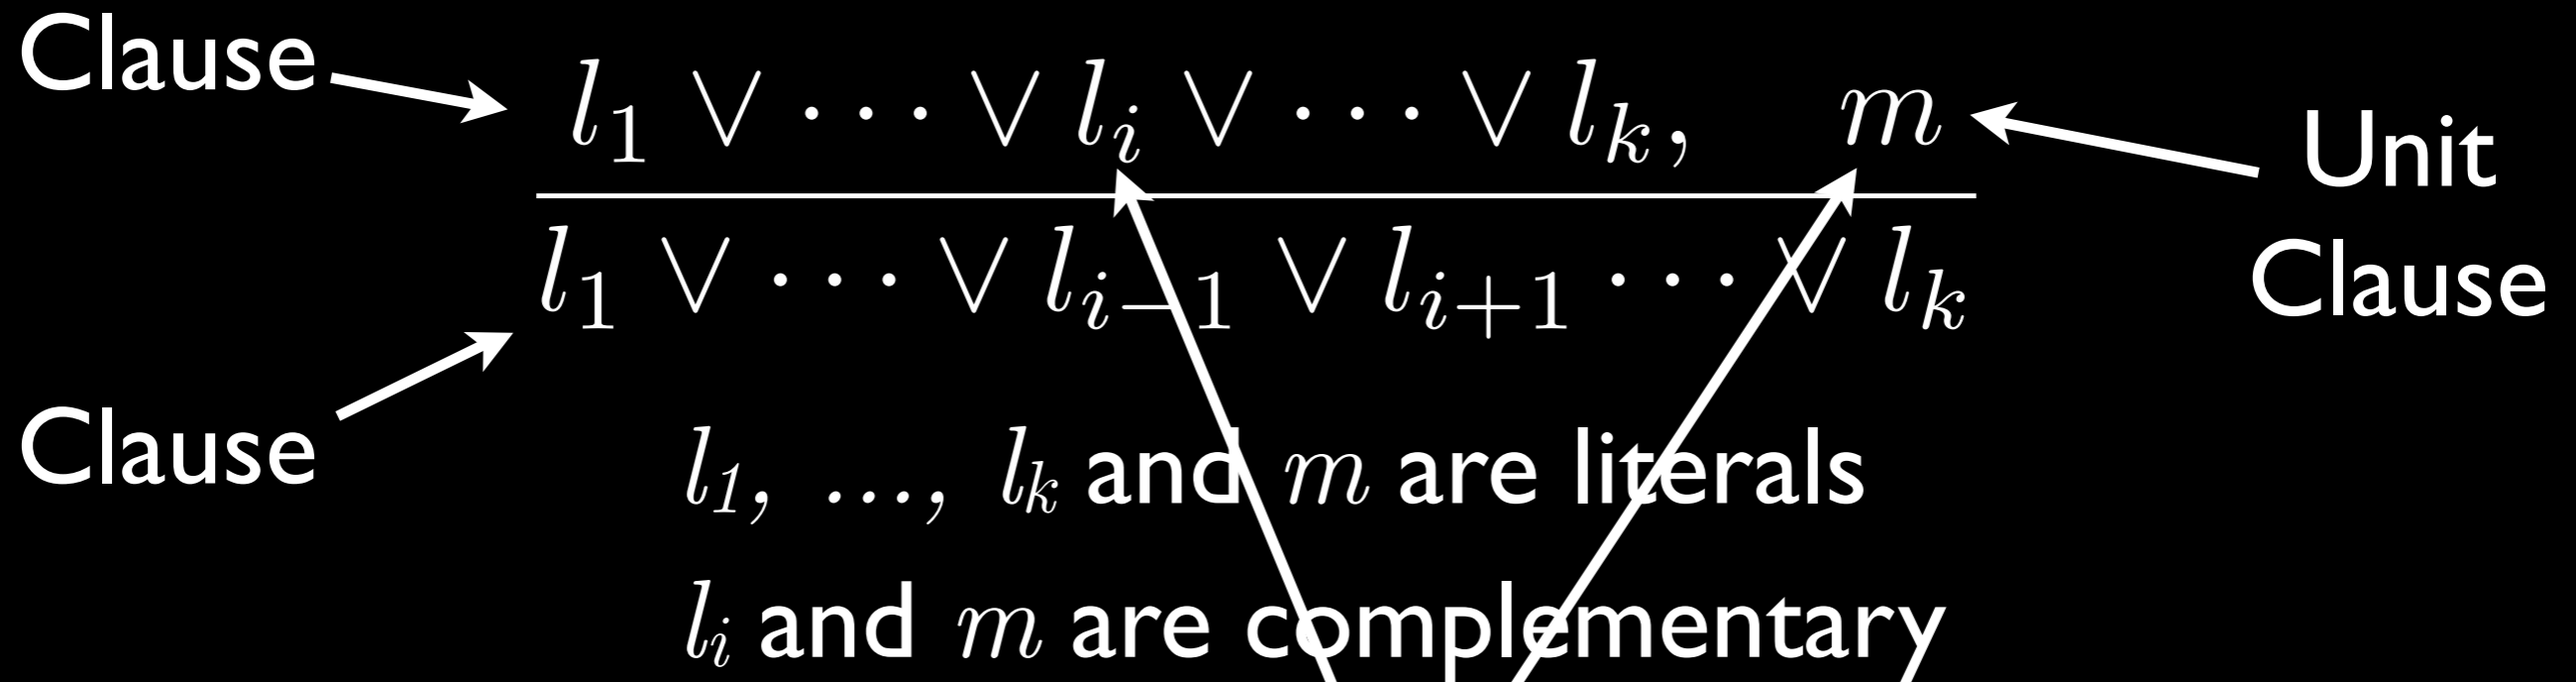 Clause
l₁ ∨ ⋯ ∨ lᵢ ∨ ⋯ ∨ lₖ, m
Unit
Clause
l₁ ∨ ⋯ ∨ lᵢ₋₁ ∨ lᵢ₊₁ ⋯ ∨ lₖ
Clause
l₁, ..., lₖ and m are literals
lᵢ and m are complementary